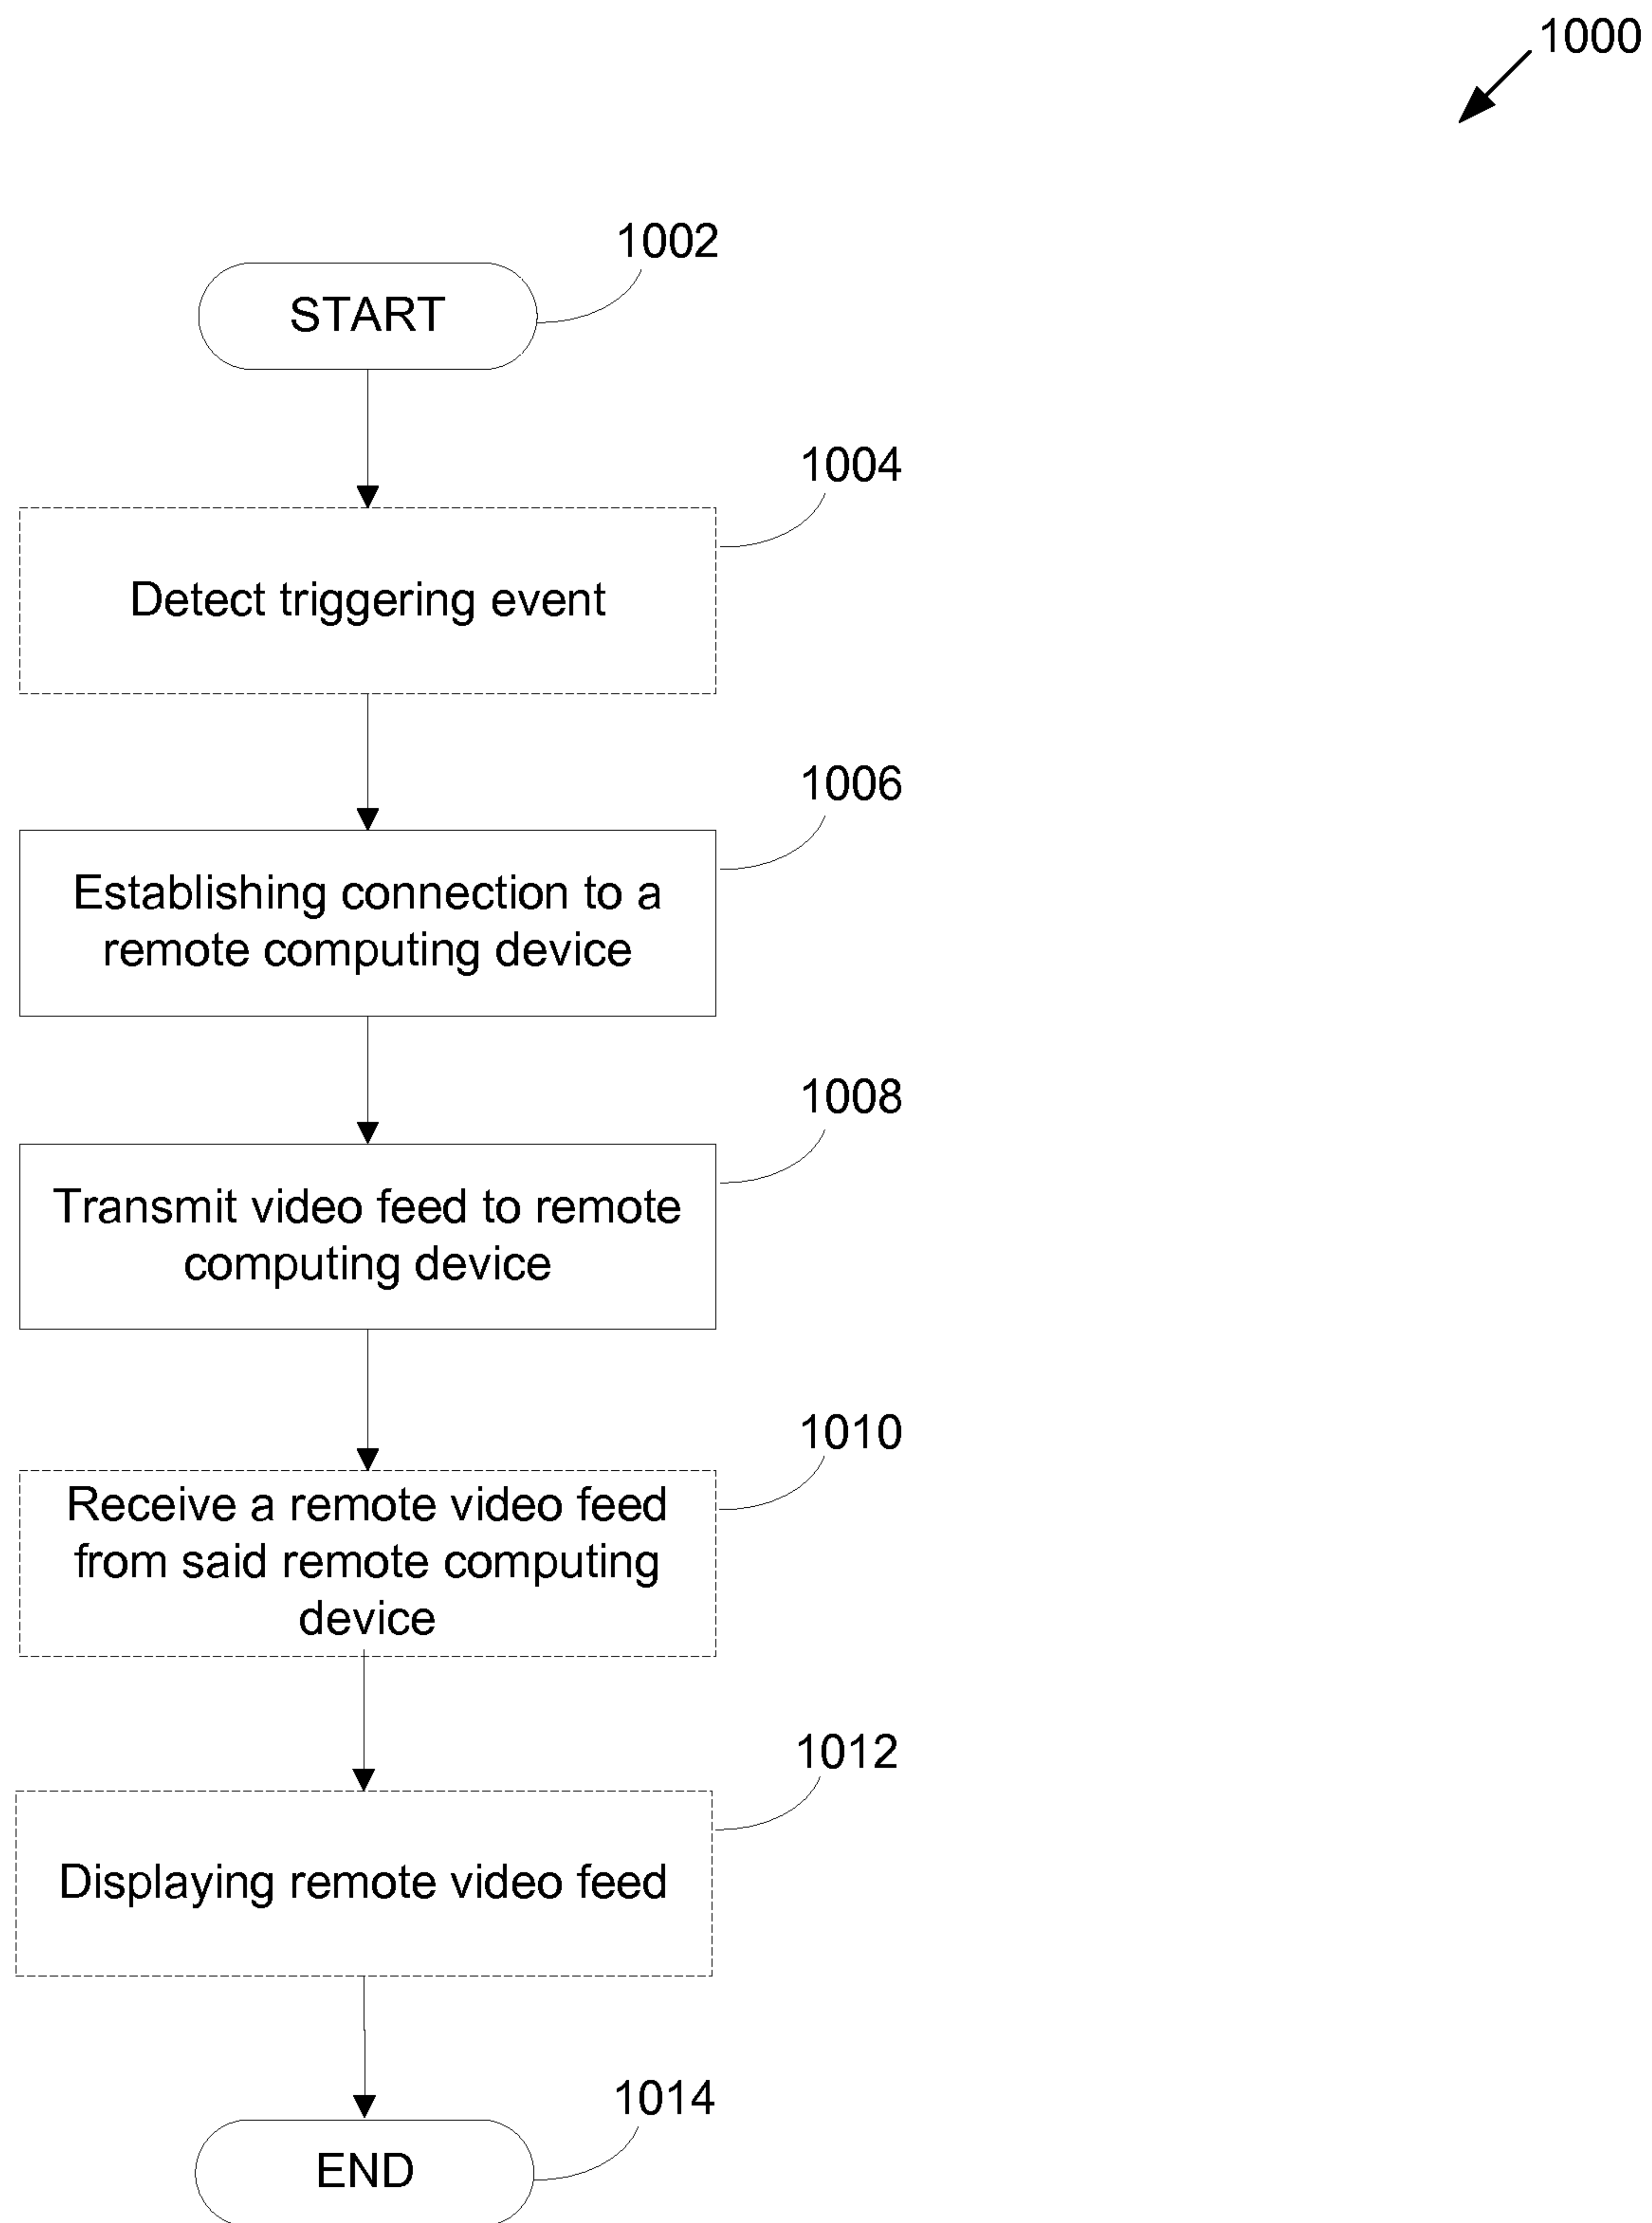 1000
1002
START
1004
Detect triggering event
1006
Establishing connection to a
remote computing device
1008
Transmit video feed to remote
computing device
1010
Receive a remote video feed
from said remote computing
device
1012
Displaying remote video feed
1014
END